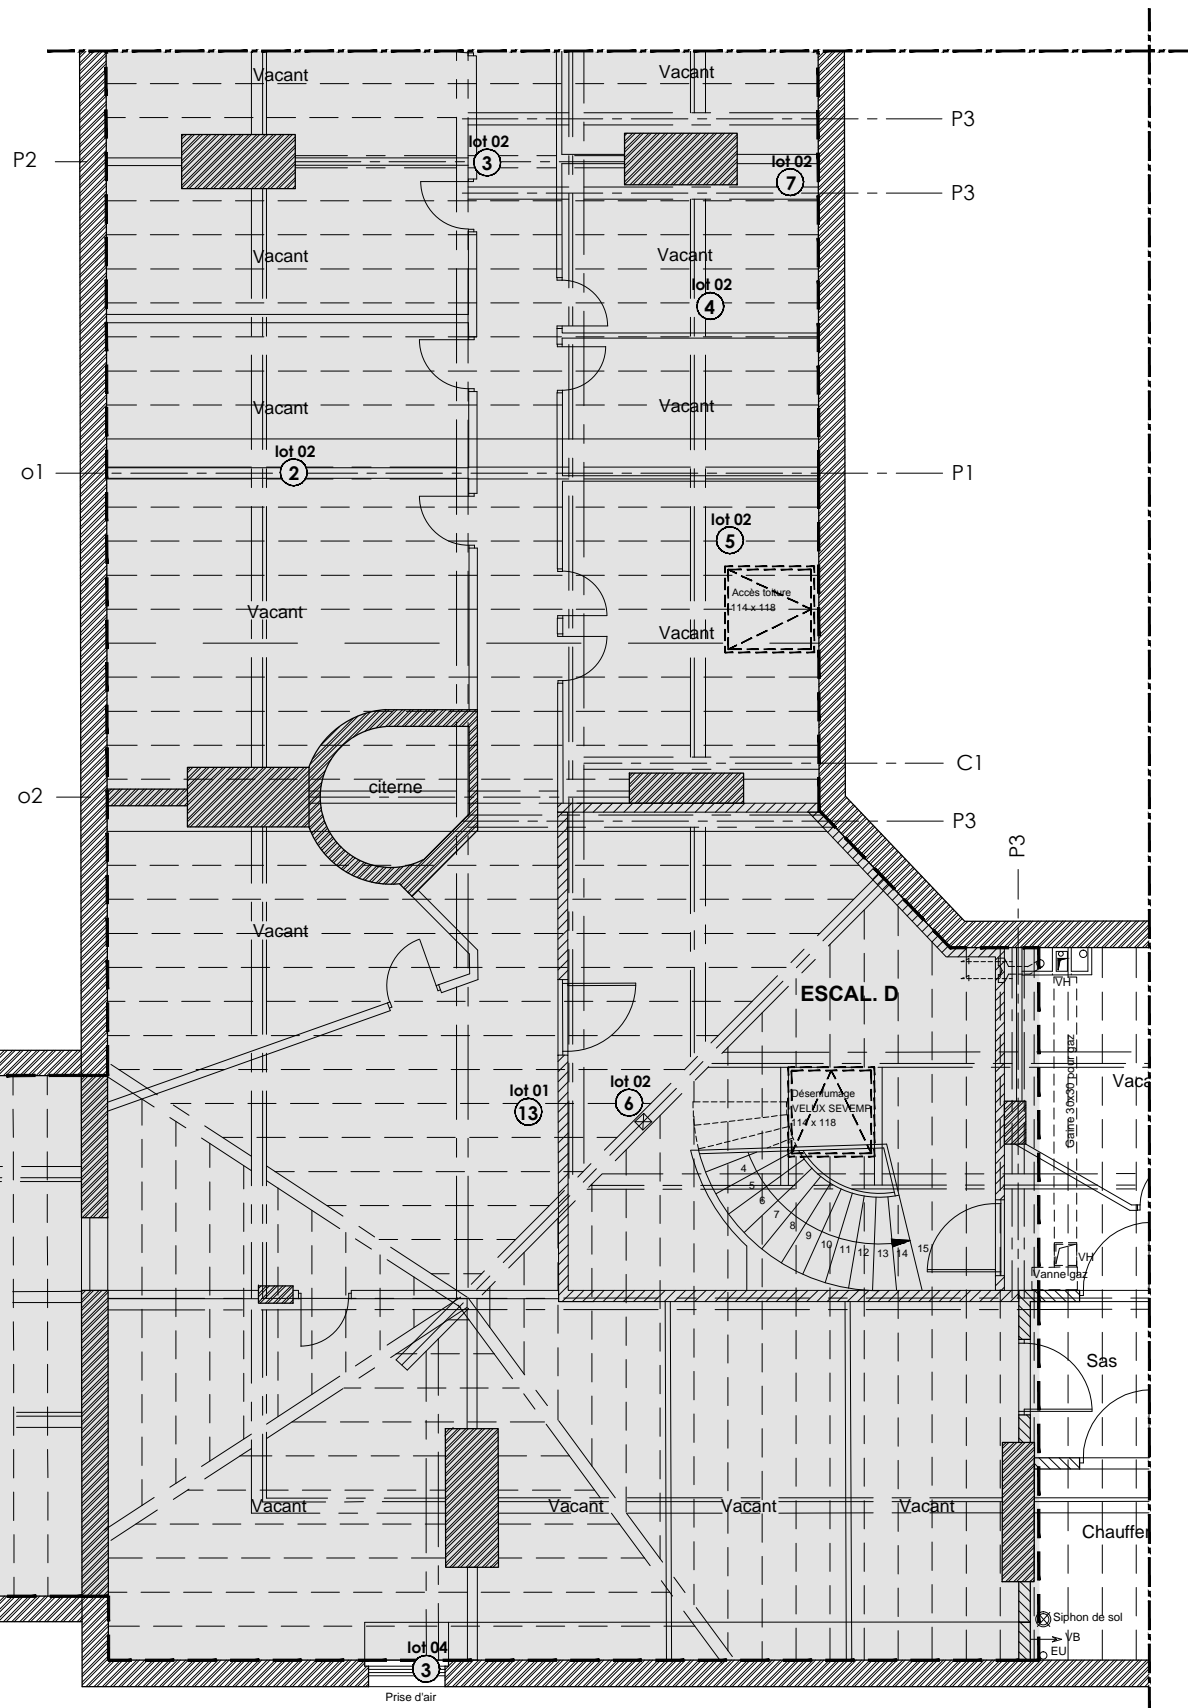 Vacant
Vacant
P3
P2
lot 02
3
lot 02
7
P3
Vacant
Vacant
lot 02
4
Vacant
Vacant
lot 02
2
o1
P1
lot 02
5
Accès toiture
114 x 118
Vacant
Vacant
C1
citerne
o2
P3
P3
Vacant
ESCAL. D
VH
Gaine 30x30 pour gaz
lot 01
13
lot 02
6
Désenfumage
VELUX SEVEMP
114 x 118
Vaca
4
5
6
7
8
9
10
11
12
13
14
15
VH
Vanne gaz
Sas
Vacant
Vacant
Vacant
Vacant
Chauffer
Siphon de sol
VB
EU
lot 04
3
Prise d'air